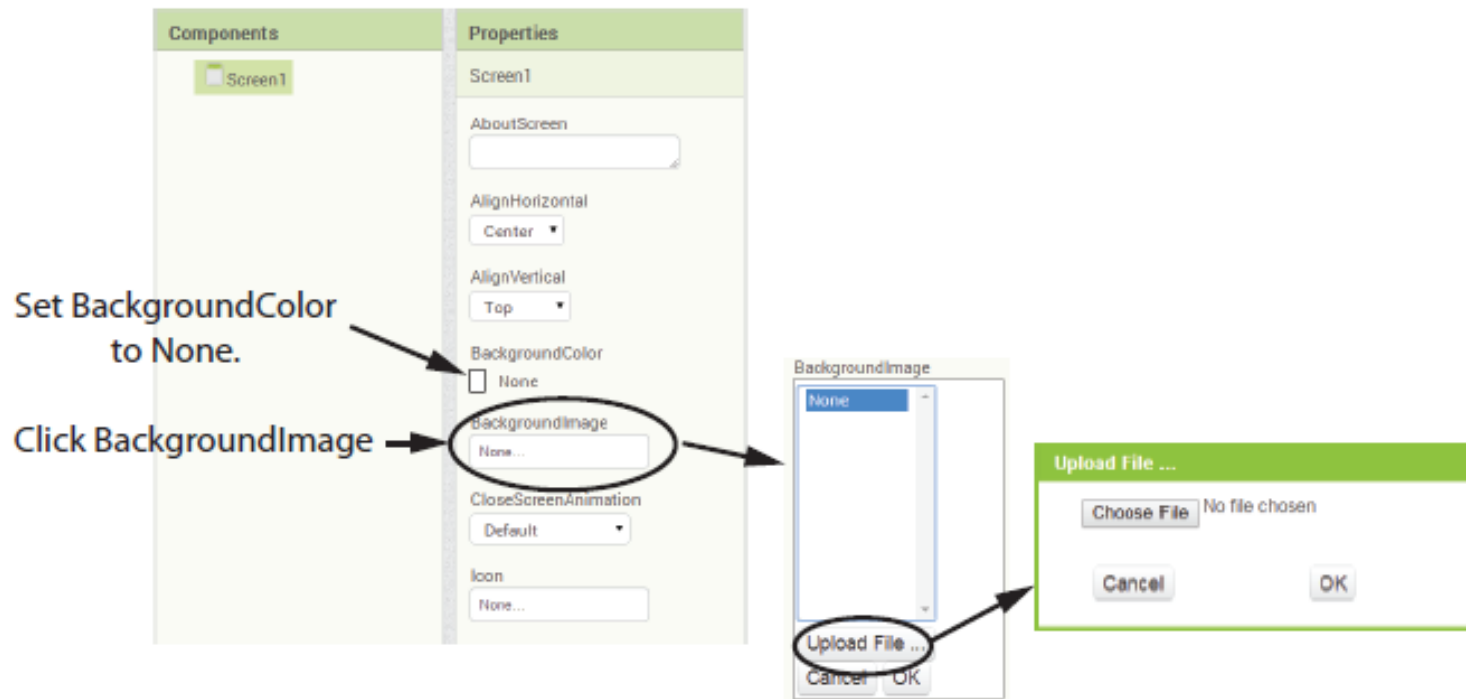 Components
Screen1
Properties
Screen1
AboutScreen
AlignHorizontal
Center
AlignVertical
Top
Set BackgroundColor
to None.
BackgroundColor
None
Click BackgroundImage
BackgroundImage
None...
CloseScreenAnimation
Default
Icon
None...
BackgroundImage
None
Upload File ...
Cancel OK
Upload File ...
Choose File No file chosen
Cancel OK